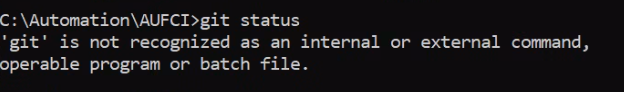 C:\Automation\AUFCI>git status
'git' is not recognized as an internal or external command,
operable program or batch file.